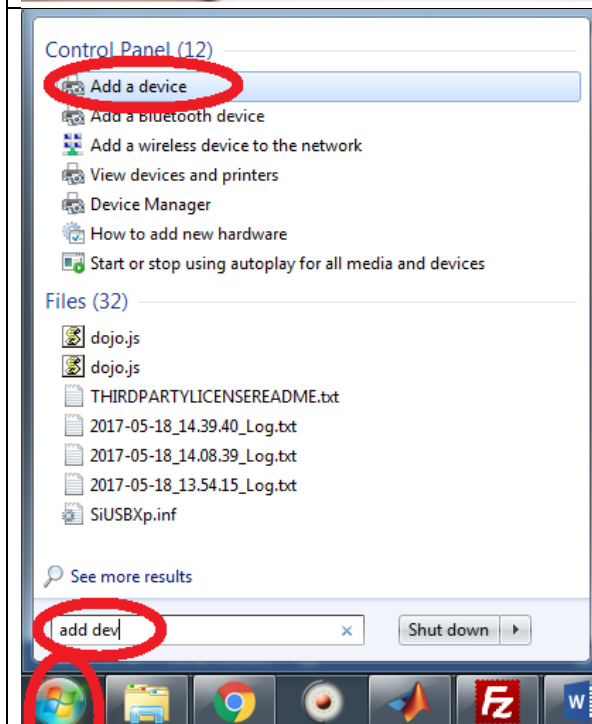 Control Panel (12)
Add a device
Add a Bluetooth device
Add a wireless device to the network
View devices and printers
Device Manager
How to add new hardware
Start or stop using autoplay for all media and devices
Files (32)
dojo.js
dojo.js
THIRDPARTYLICENSEREADME.txt
2017-05-18_14.39.40_Log.txt
2017-05-18_14.08.39_Log.txt
2017-05-18_13.54.15_Log.txt
SiUSBXp.inf
See more results
add dev
Shut down
Fz
W